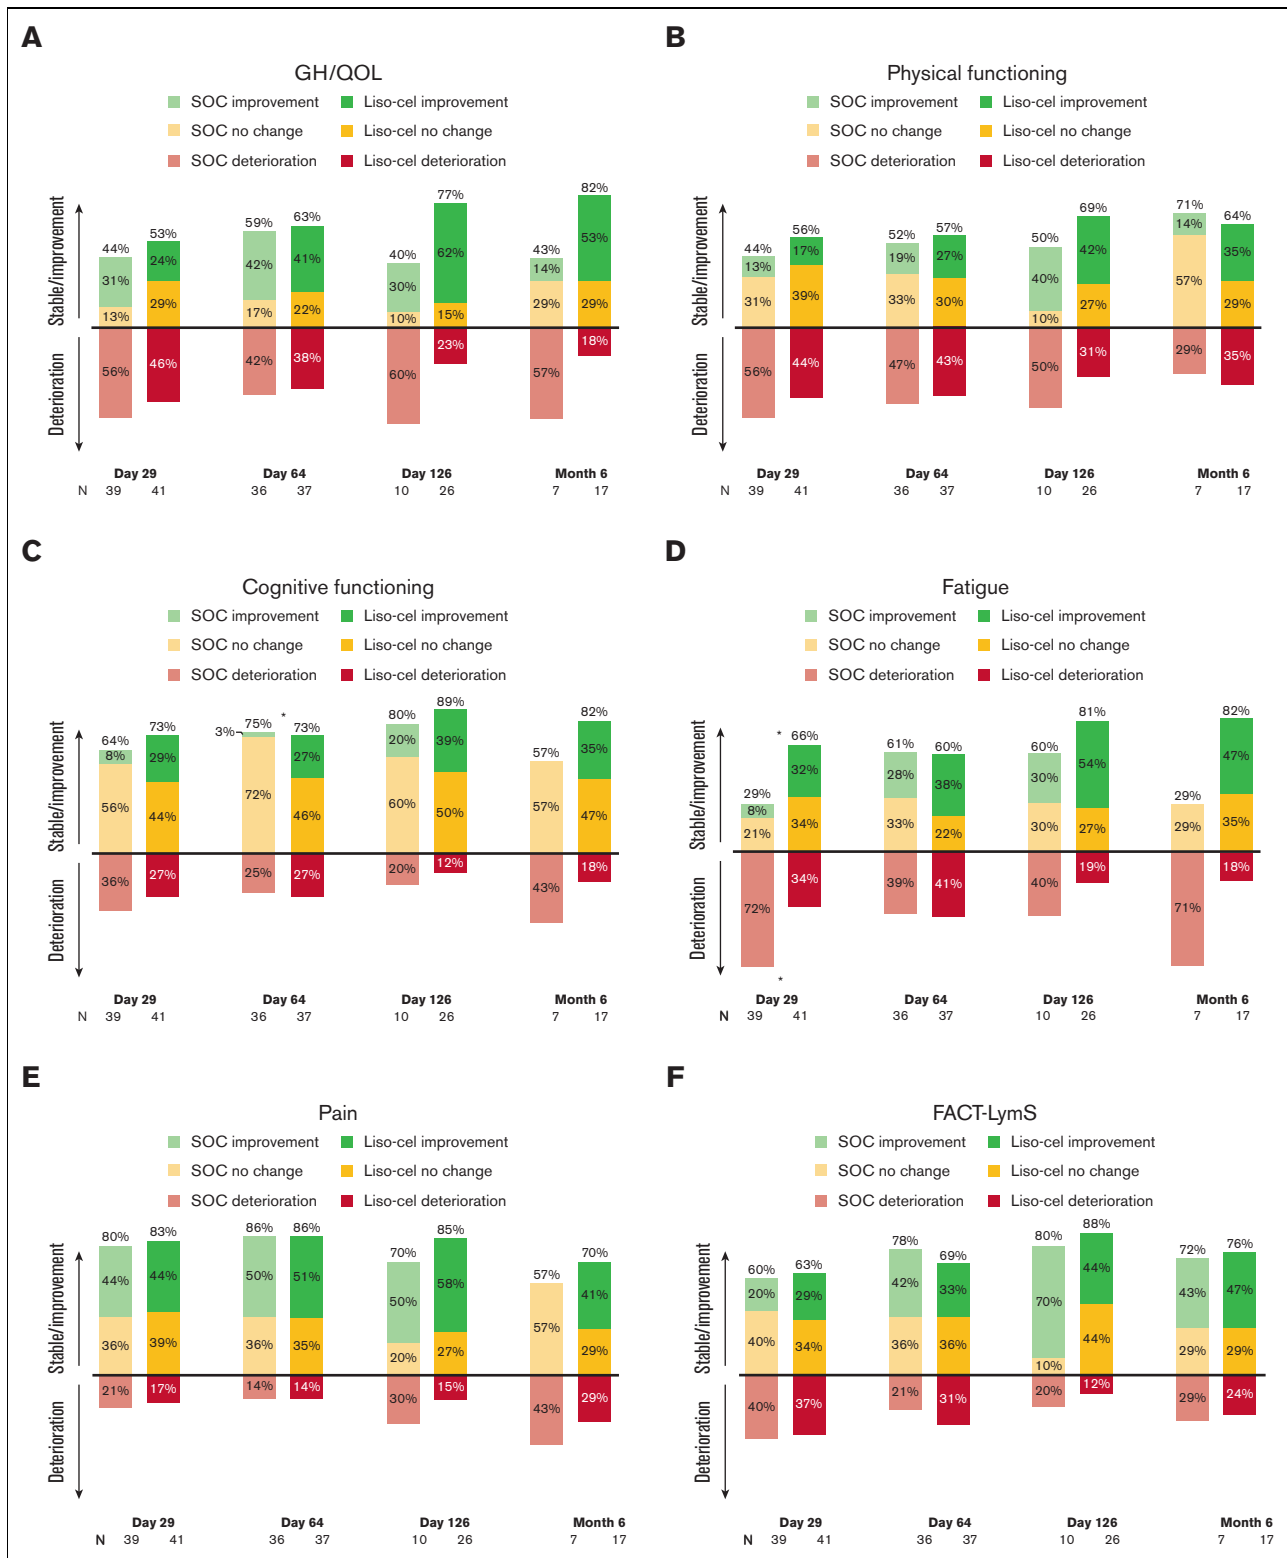 A
GH/QOL
SOC improvement Liso-cel improvement
SOC no change Liso-cel no change
SOC deterioration Liso-cel deterioration
Stable/improvement
Deterioration
44% 53% 59% 63% 40% 77% 43% 82%
31% 24% 42% 41% 30% 62% 14% 53%
13% 29% 17% 22% 10% 15% 29% 29%
56% 46% 42% 38% 60% 23% 57% 18%
Day 29 Day 64 Day 126 Month 6
N 39 41 36 37 10 26 7 17
B
Physical functioning
SOC improvement Liso-cel improvement
SOC no change Liso-cel no change
SOC deterioration Liso-cel deterioration
Stable/improvement
Deterioration
44% 56% 52% 57% 50% 69% 71% 64%
13% 17% 19% 27% 40% 42% 14% 35%
31% 39% 33% 30% 10% 27% 57% 29%
56% 44% 47% 43% 50% 31% 29% 35%
Day 29 Day 64 Day 126 Month 6
N 39 41 36 37 10 26 7 17
C
Cognitive functioning
SOC improvement Liso-cel improvement
SOC no change Liso-cel no change
SOC deterioration Liso-cel deterioration
Stable/improvement
Deterioration
64% 73% 75% * 73% 80% 89% 57% 82%
8% 29% 3% 27% 20% 39% 35%
56% 44% 72% 46% 60% 50% 57% 47%
36% 27% 25% 27% 20% 12% 43% 18%
Day 29 Day 64 Day 126 Month 6
N 39 41 36 37 10 26 7 17
D
Fatigue
SOC improvement Liso-cel improvement
SOC no change Liso-cel no change
SOC deterioration Liso-cel deterioration
Stable/improvement
Deterioration
29% * 66% 61% 60% 60% 81% 29% 82%
8% 32% 28% 38% 30% 54% 47%
21% 34% 33% 22% 30% 27% 29% 35%
72% 34% 39% 41% 40% 19% 71% 18%
*
Day 29 Day 64 Day 126 Month 6
N 39 41 36 37 10 26 7 17
E
Pain
SOC improvement Liso-cel improvement
SOC no change Liso-cel no change
SOC deterioration Liso-cel deterioration
Stable/improvement
Deterioration
80% 83% 86% 86% 70% 85% 57% 70%
44% 44% 50% 51% 50% 58% 41%
36% 39% 36% 35% 20% 27% 57% 29%
21% 17% 14% 14% 30% 15% 43% 29%
Day 29 Day 64 Day 126 Month 6
N 39 41 36 37 10 26 7 17
F
FACT-LymS
SOC improvement Liso-cel improvement
SOC no change Liso-cel no change
SOC deterioration Liso-cel deterioration
Stable/improvement
Deterioration
60% 63% 78% 69% 80% 88% 72% 76%
20% 29% 42% 33% 70% 44% 43% 47%
40% 34% 36% 36% 10% 44% 29% 29%
40% 37% 21% 31% 20% 12% 29% 24%
Day 29 Day 64 Day 126 Month 6
N 39 41 36 37 10 26 7 17